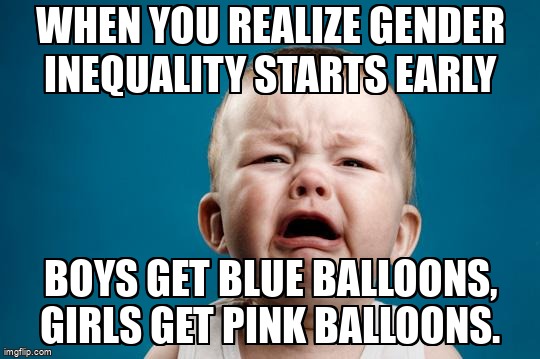 WHEN YOU REALIZE GENDER
INEQUALITY STARTS EARLY
BOYS GET BLUE BALLOONS,
GIRLS GET PINK BALLOONS.
imgflip.com